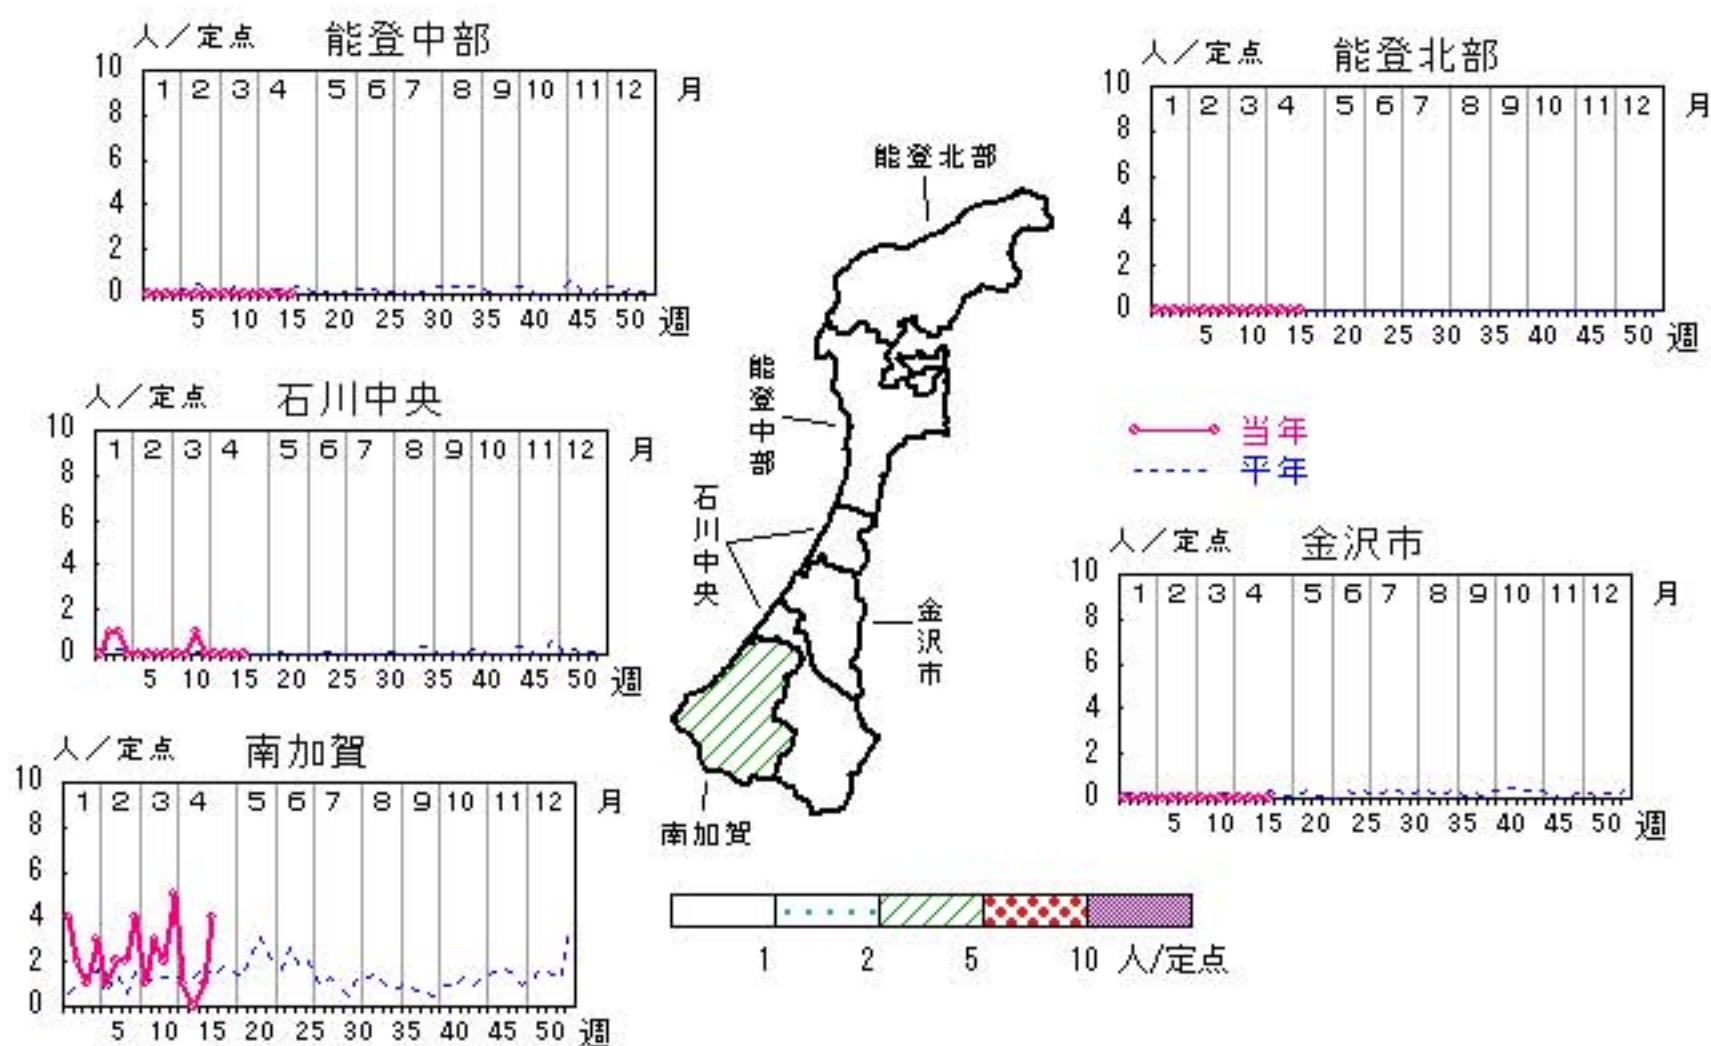 人／定点 能登中部
10 8 6 4 2 0
1 2 3 4 5 6 7 8 9 10 11 12 月
5 10 15 20 25 30 35 40 45 50 週
人／定点 能登北部
10 8 6 4 2 0
1 2 3 4 5 6 7 8 9 10 11 12 月
5 10 15 20 25 30 35 40 45 50 週
能登北部
能登中部
石川中央
金沢市
南加賀
人／定点 石川中央
10 8 6 4 2 0
1 2 3 4 5 6 7 8 9 10 11 12 月
5 10 15 20 25 30 35 40 45 50 週
当年
平年
人／定点 金沢市
10 8 6 4 2 0
1 2 3 4 5 6 7 8 9 10 11 12 月
5 10 15 20 25 30 35 40 45 50 週
人／定点 南加賀
10 8 6 4 2 0
1 2 3 4 5 6 7 8 9 10 11 12 月
5 10 15 20 25 30 35 40 45 50 週
1 2 5 10 人/定点